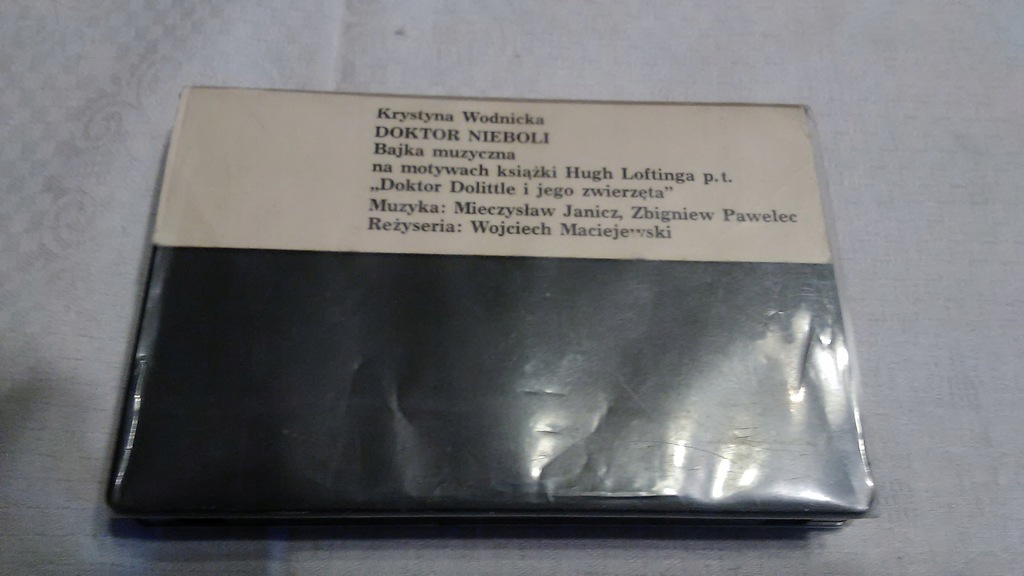 Krystyna Wodnicka
DOKTOR NIEBOLI
Bajka muzyczna
na motywach książki Hugh Loftinga p.t.
„Doktor Dolittle i jego zwierzęta”
Muzyka: Mieczysław Janicz, Zbigniew Pawelec
Reżyseria: Wojciech Maciejewski